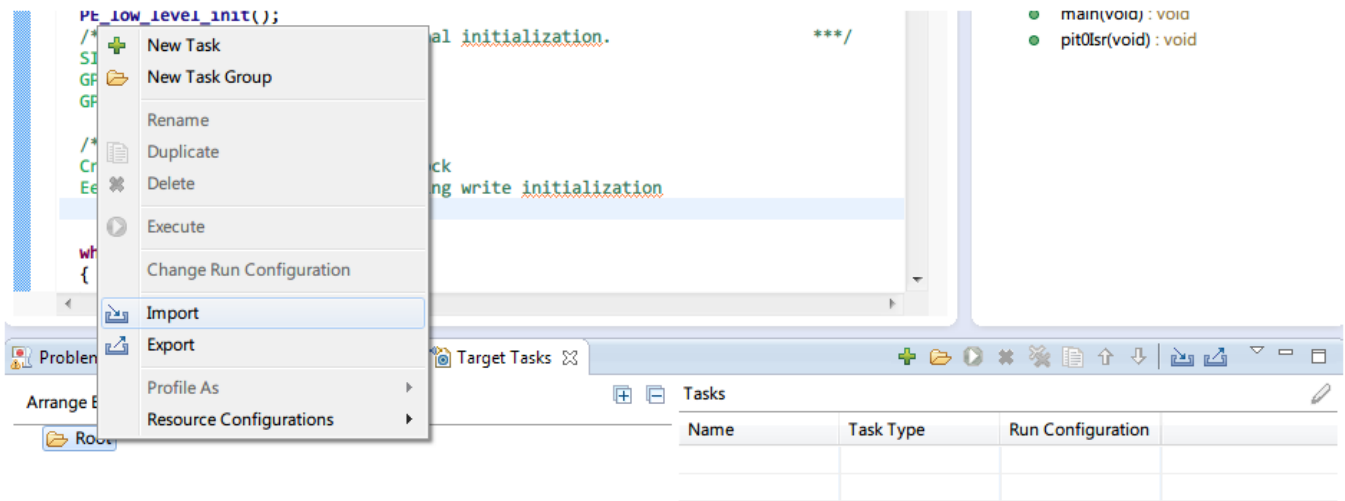 PE_low_level_init();
main(void) : void
/* al initialization. ***/
pit0Isr(void) : void
New Task
SI
New Task Group
GP
GP
Rename
/*
Duplicate
Cr ck
Delete
Ee ng write initialization
Execute
wh
Change Run Configuration
{
Import
Export
Problem
Target Tasks
Profile As
Arrange B
Tasks
Resource Configurations
Root
Name Task Type Run Configuration